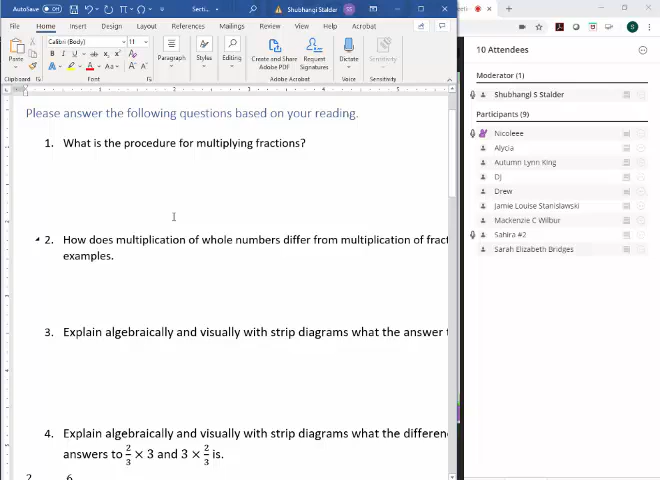 AutoSave Off
Secti...
Shubhangi Stalder
File Home Insert Design Layout References Mailings Review View Help Acrobat
Paste
Clipboard
Calibri (Body) 11
Font
Paragraph
Styles
Editing
Create and Share Adobe PDF
Request Signatures
Adobe Acrobat
Dictate
Voice
Sensitivity
Sensitivity
Please answer the following questions based on your reading.
1. What is the procedure for multiplying fractions?
2. How does multiplication of whole numbers differ from multiplication of frac
examples.
3. Explain algebraically and visually with strip diagrams what the answer
4. Explain algebraically and visually with strip diagrams what the differen
answers to 2/3 × 3 and 3 × 2/3 is.
2 6
10 Attendees
Moderator (1)
Shubhangi S Stalder
Participants (9)
Nicoleee
Alycia
Autumn Lynn King
DJ
Drew
Jamie Louise Stanislawski
Mackenzie C Wilbur
Sahira #2
Sarah Elizabeth Bridges